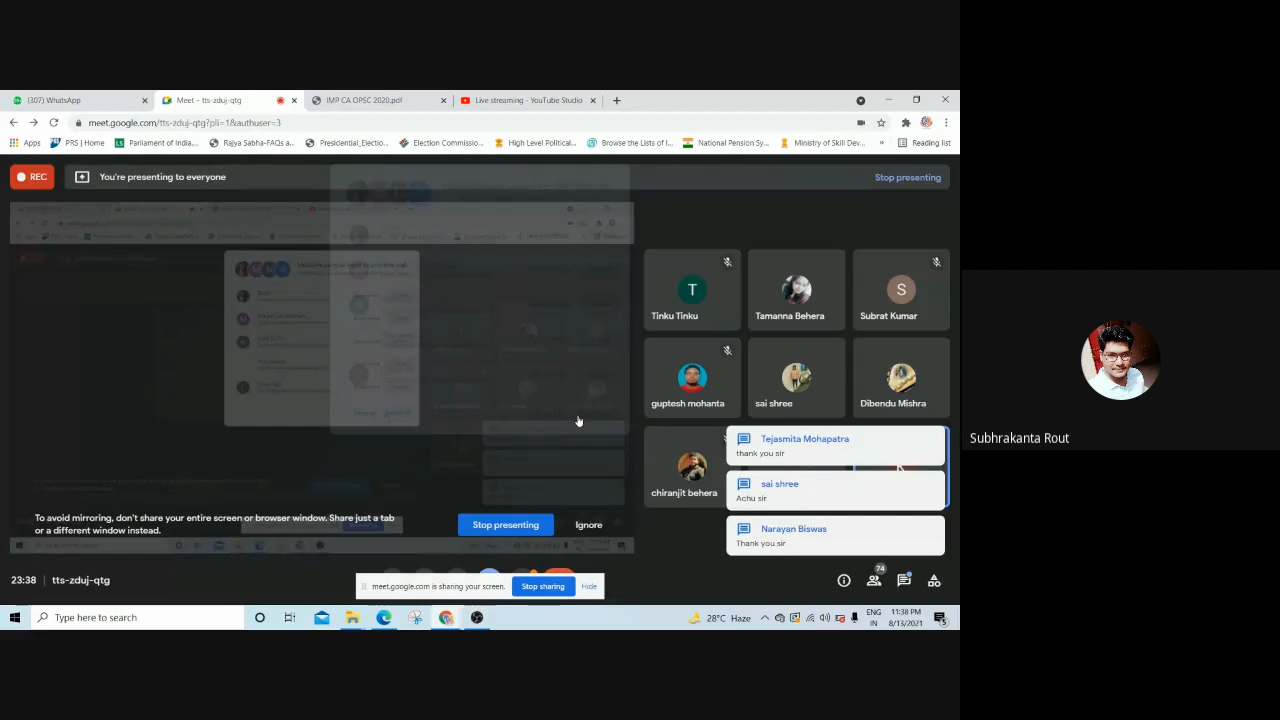 (307) WhatsApp
Meet – tts-zduj-qtg
IMP CA OPSC 2020.pdf
Live streaming - YouTube Studio
meet.google.com/tts-zduj-qtg?pli=1&authuser=3
Apps
PRS | Home
Parliament of India...
Rajya Sabha-FAQs a...
Presidential_Electio...
Election Commissio...
High Level Political...
Browse the Lists of I...
National Pension Sy...
Ministry of Skill Dev...
Reading list
REC
You're presenting to everyone
Stop presenting
T
Tinku Tinku
Tamanna Behera
S
Subrat Kumar
guptesh mohanta
sai shree
Dibendu Mishra
chiranjit behera
Tejasmita Mohapatra
thank you sir
sai shree
Achu sir
Narayan Biswas
Thank you sir
Subhrakanta Rout
To avoid mirroring, don't share your entire screen or browser window. Share just a tab
or a different window instead.
Stop presenting
Ignore
23:38 | tts-zduj-qtg
74
meet.google.com is sharing your screen.
Stop sharing
Hide
Type here to search
28°C Haze
ENG
IN
11:38 PM
8/13/2021
5